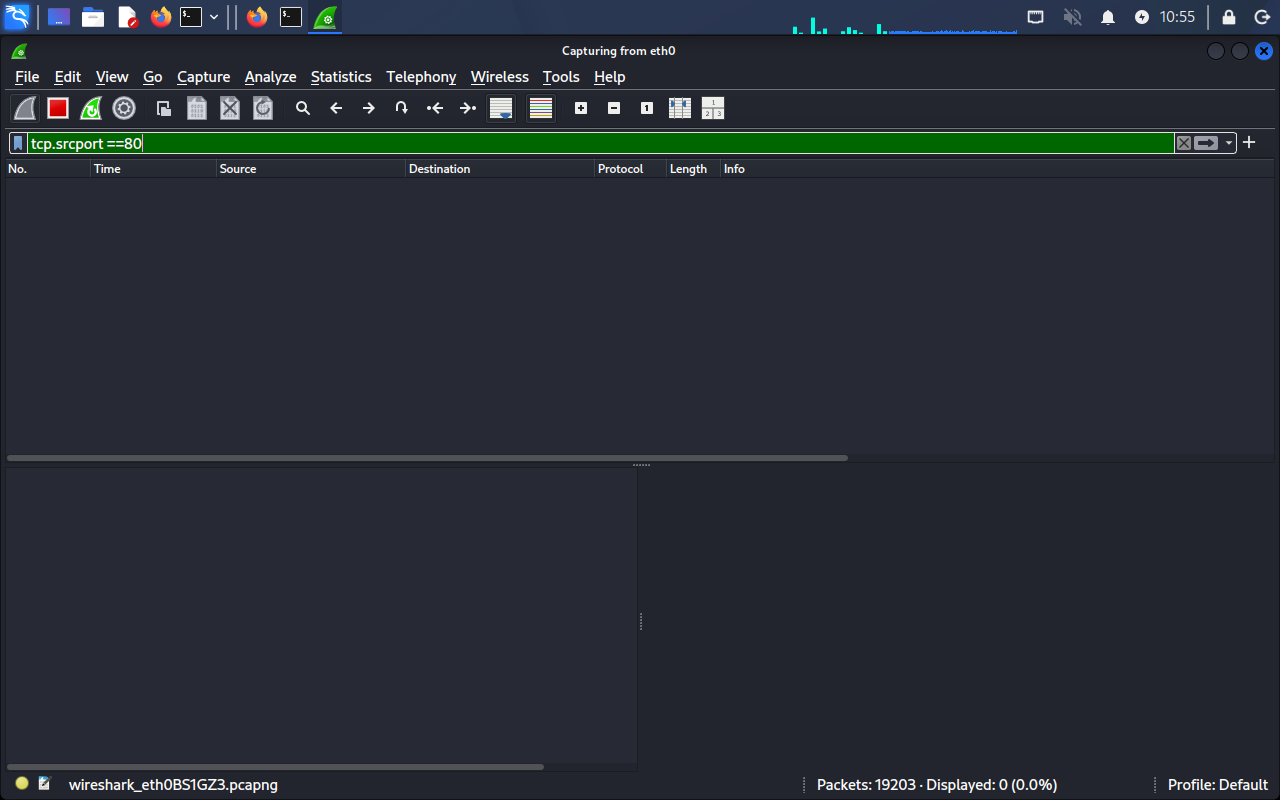 10:55
Capturing from eth0
File Edit View Go Capture Analyze Statistics Telephony Wireless Tools Help
tcp.srcport ==80
No. Time Source Destination Protocol Length Info
wireshark_eth0BS1GZ3.pcapng Packets: 19203 · Displayed: 0 (0.0%) Profile: Default